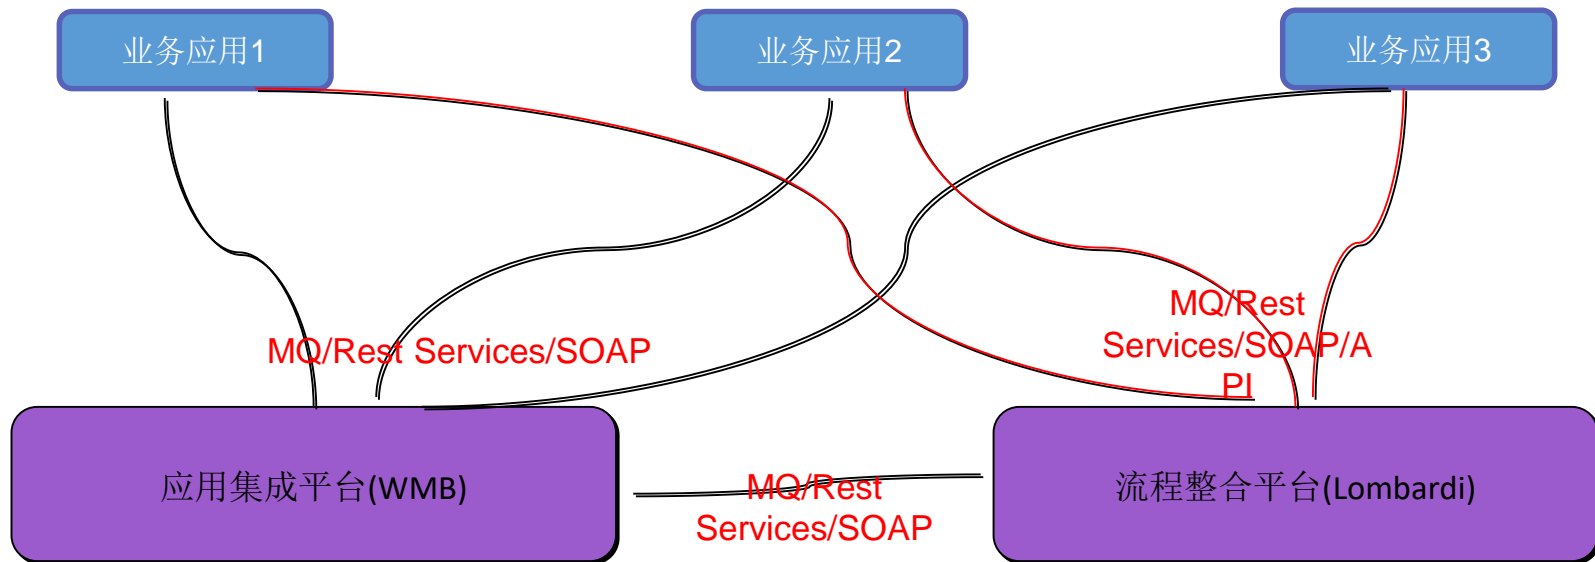 业务应用1
业务应用2
业务应用3
MQ/Rest Services/SOAP
MQ/Rest
Services/SOAP/A
PI
应用集成平台(WMB)
MQ/Rest
Services/SOAP
流程整合平台(Lombardi)